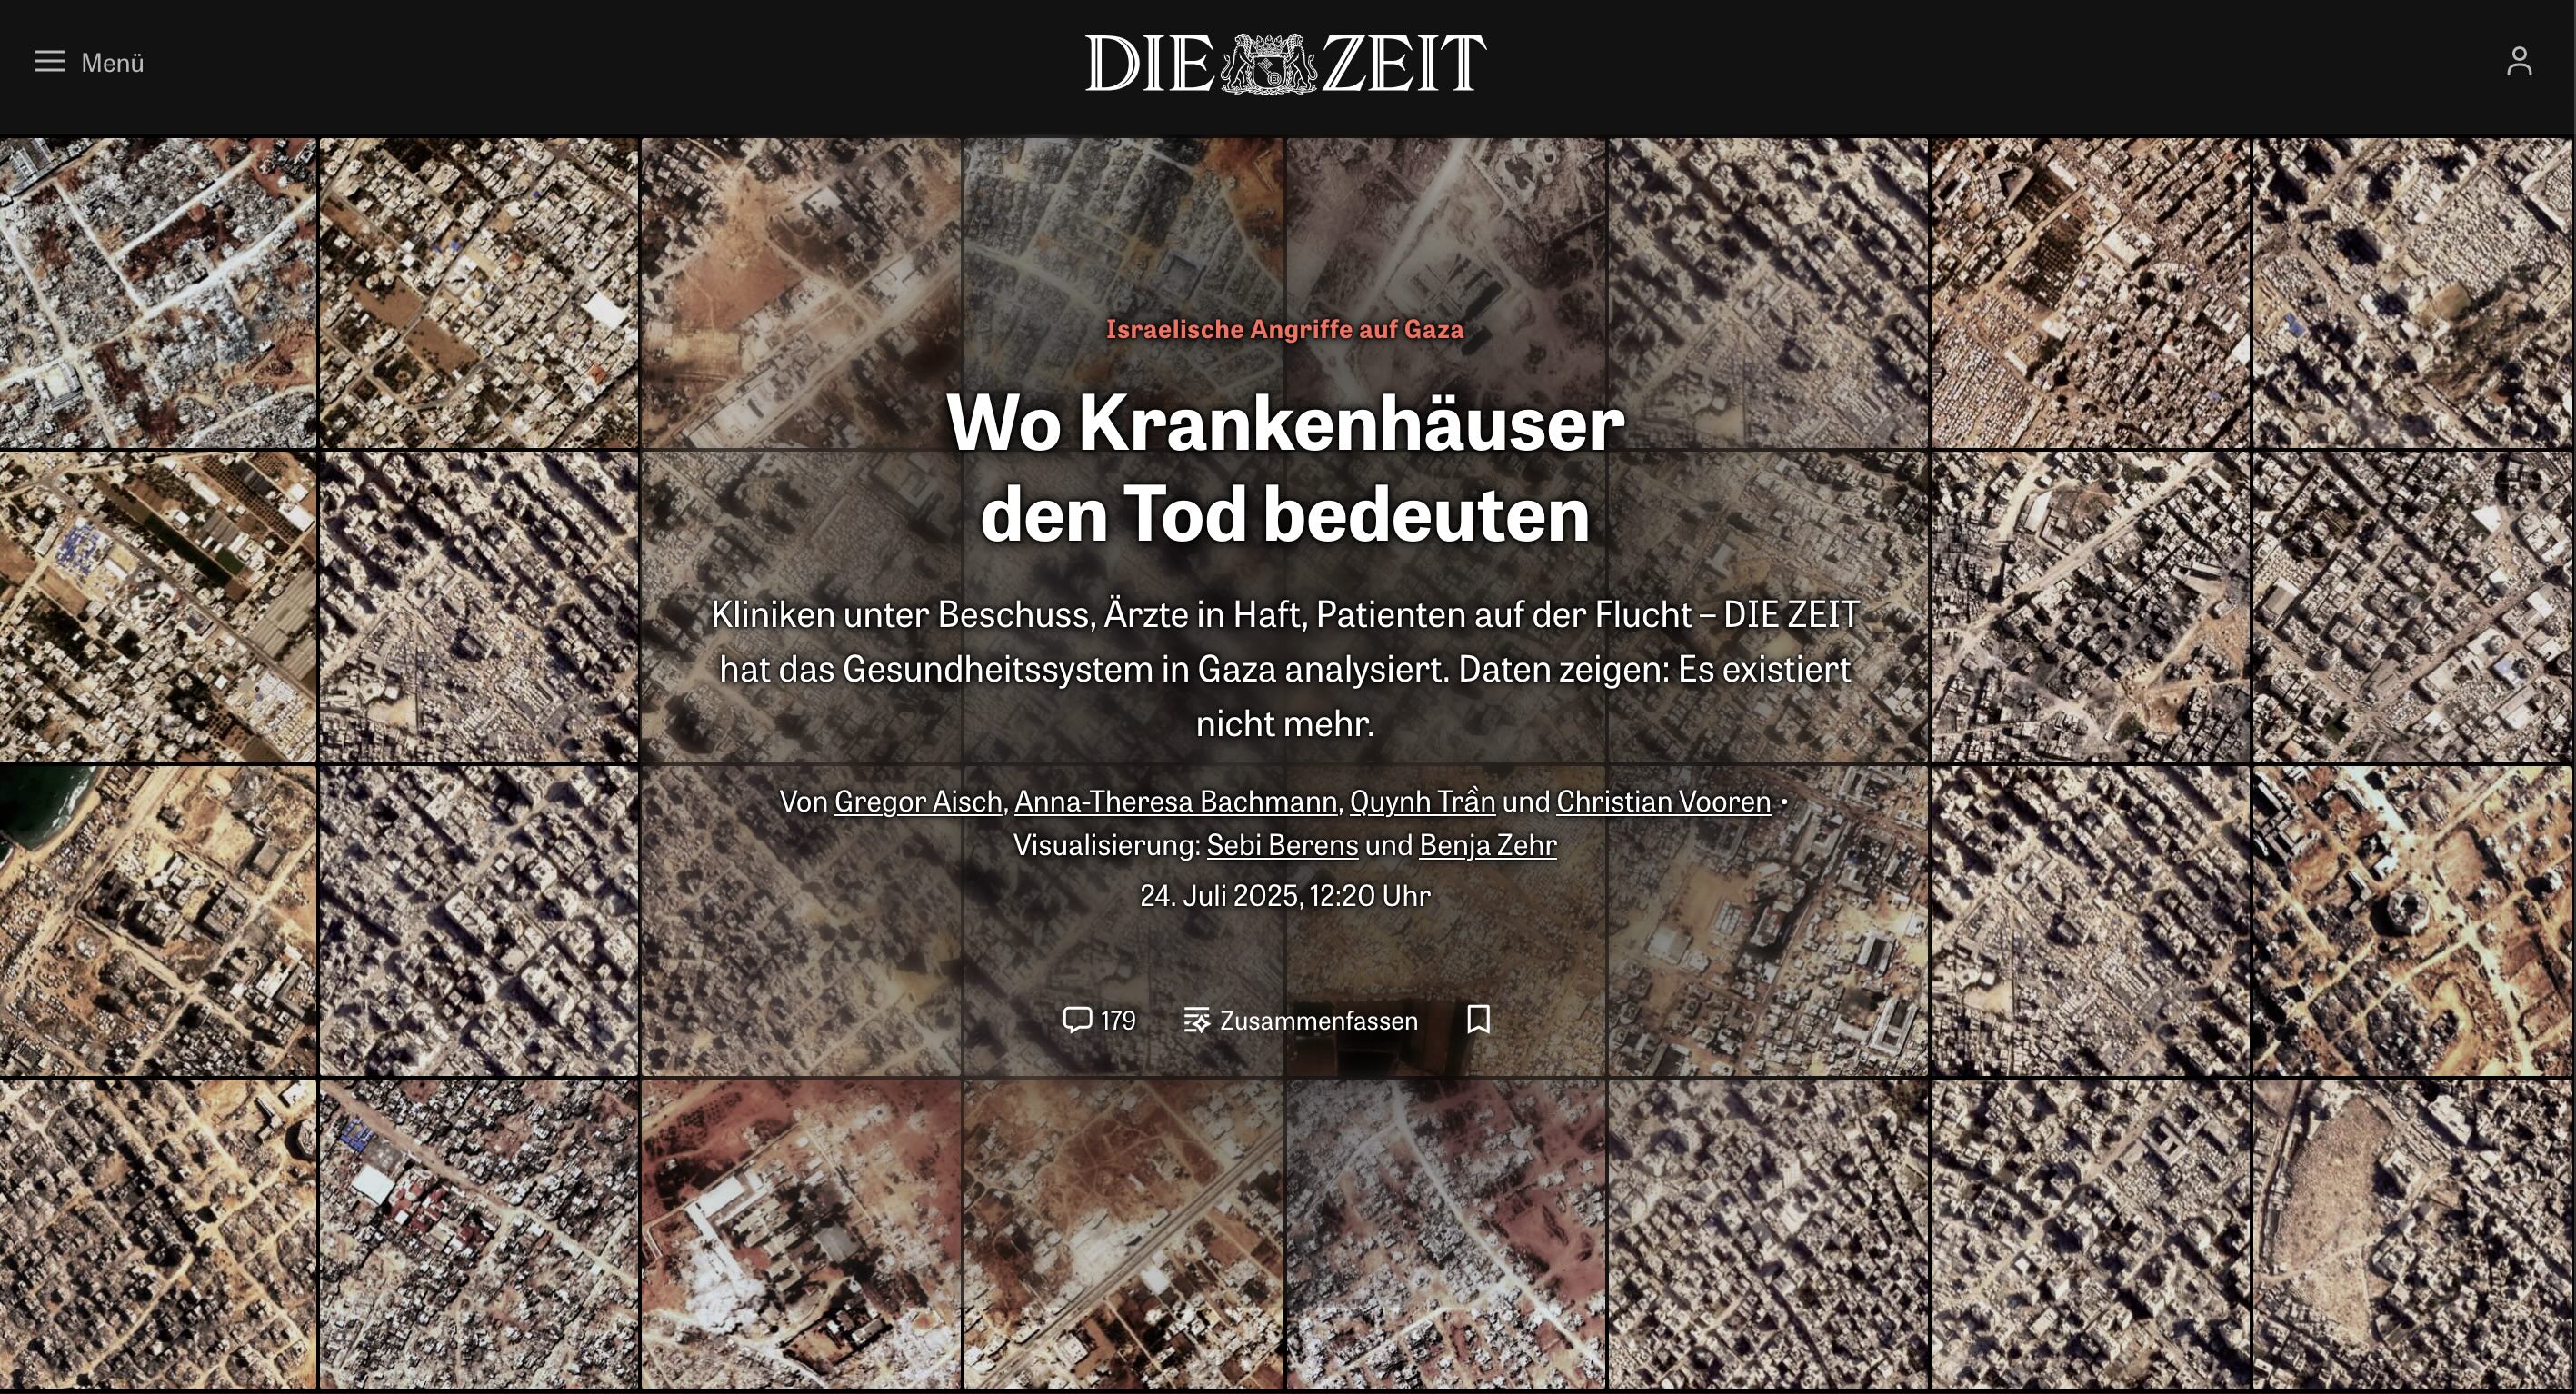 Menü
DIE ZEIT
Israelische Angriffe auf Gaza
Wo Krankenhäuser
den Tod bedeuten
Kliniken unter Beschuss, Ärzte in Haft, Patienten auf der Flucht – DIE ZEIT
hat das Gesundheitssystem in Gaza analysiert. Daten zeigen: Es existiert
nicht mehr.
Von Gregor Aisch, Anna-Theresa Bachmann, Quynh Trần und Christian Vooren •
Visualisierung: Sebi Berens und Benja Zehr
24. Juli 2025, 12:20 Uhr
179 Zusammenfassen